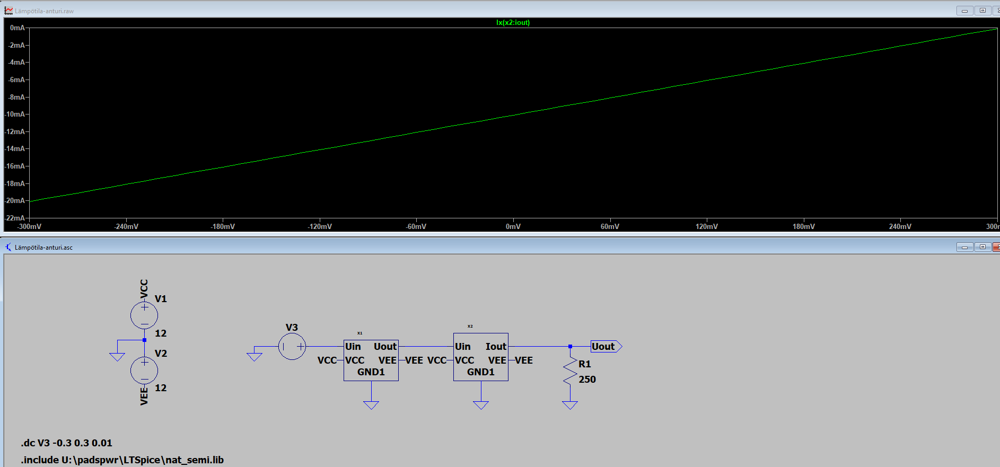 Lämpötila-anturi.raw
Ix(x2:iout)
0mA
-2mA
-4mA
-6mA
-8mA
-10mA
-12mA
-14mA
-16mA
-18mA
-20mA
-22mA
-300mV -240mV -180mV -120mV -60mV 0mV 60mV 120mV 180mV 240mV 300m
Lämpötila-anturi.asc
VCC
V1
12
V2
12
VEE
V3
X1
Uin Uout
VCC VCC VEE VEE
GND1
X2
Uin Iout
VCC VCC VEE VEE
GND1
Uout
R1
250
.dc V3 -0.3 0.3 0.01
.include U:\padspwr\LTSpice\nat_semi.lib